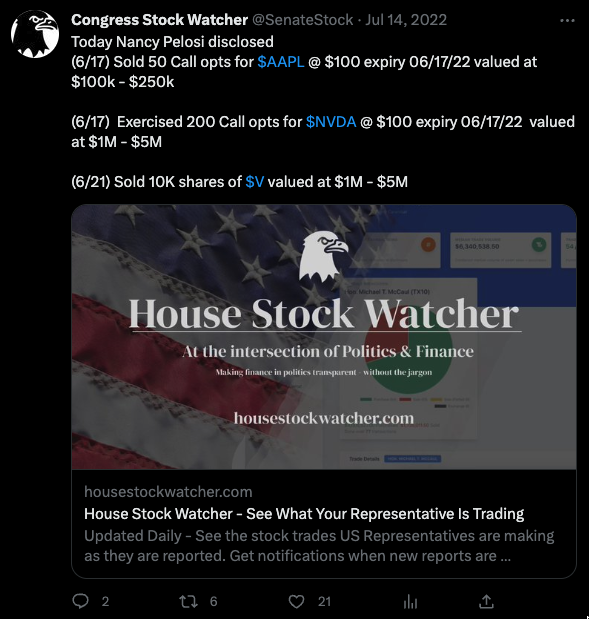 Congress Stock Watcher @SenateStock · Jul 14, 2022
Today Nancy Pelosi disclosed
(6/17) Sold 50 Call opts for $AAPL @ $100 expiry 06/17/22 valued at
$100k - $250k
(6/17)  Exercised 200 Call opts for $NVDA @ $100 expiry 06/17/22  valued
at $1M - $5M
(6/21) Sold 10K shares of $V valued at $1M - $5M
Michael T. McCaul (TX10)
House Stock Watcher
At the intersection of Politics & Finance
Making finance in politics transparent - without the jargon
housestockwatcher.com
Trade Details
housestockwatcher.com
House Stock Watcher - See What Your Representative Is Trading
Updated Daily - See the stock trades US Representatives are making
as they are reported. Get notifications when new reports are ...
2 6 21